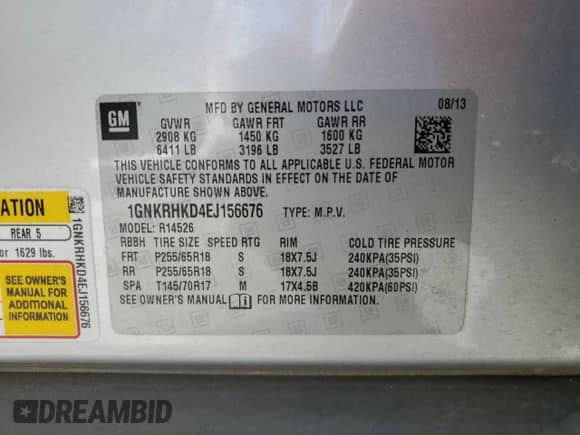 GM
MFD BY GENERAL MOTORS LLC 08/13
GVWR GAWR FRT GAWR RR
2908 KG 1450 KG 1600 KG
6411 LB 3196 LB 3527 LB
THIS VEHICLE CONFORMS TO ALL APPLICABLE U.S. FEDERAL MOTOR
VEHICLE SAFETY STANDARDS IN EFFECT ON THE DATE OF
MANUFACTURE SHOWN ABOVE.
1GNKRHKD4EJ156676 TYPE: M.P.V.
MODEL: R14526
RBBH TIRE SIZE SPEED RTG RIM COLD TIRE PRESSURE
FRT P255/65R18 S 18X7.5J 240KPA(35PSI)
RR P255/65R18 S 18X7.5J 240KPA(35PSI)
SPA T145/70R17 M 17X4.5B 420KPA(60PSI)
SEE OWNER'S MANUAL i FOR MORE INFORMATION.
ATION
REAR 5
or 1629 lbs.
SEE OWNER'S
MANUAL FOR
ADDITIONAL
INFORMATION
1GNKRHKD4EJ156676
DREAMBID